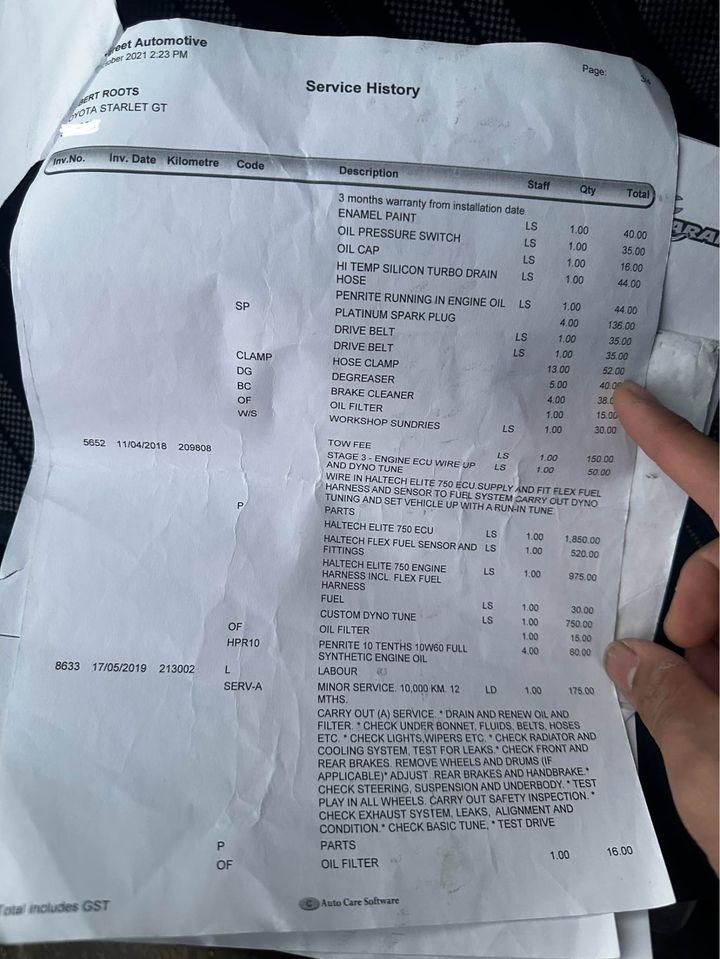 reet Automotive
ober 2021 2:23 PM
Page: 3/4
Service History
BERT ROOTS
OYOTA STARLET GT
Inv.No. Inv. Date Kilometre Code Description Staff Qty Total
3 months warranty from installation date
ENAMEL PAINT LS 1.00 40.00
OIL PRESSURE SWITCH LS 1.00 35.00
OIL CAP LS 1.00 16.00
HI TEMP SILICON TURBO DRAIN LS 1.00 44.00
HOSE
PENRITE RUNNING IN ENGINE OIL LS 1.00 44.00
SP PLATINUM SPARK PLUG 4.00 136.00
DRIVE BELT LS 1.00 35.00
DRIVE BELT LS 1.00 35.00
CLAMP HOSE CLAMP 13.00 52.00
DG DEGREASER 5.00 40.00
BC BRAKE CLEANER 4.00 38.0
OF OIL FILTER 1.00 15.00
W/S WORKSHOP SUNDRIES LS 1.00 30.00
5652 11/04/2018 209808
TOW FEE LS 1.00 150.00
STAGE 3 - ENGINE ECU WIRE UP LS 1.00 50.00
AND DYNO TUNE
WIRE IN HALTECH ELITE 750 ECU.SUPPLY AND FIT FLEX FUEL
HARNESS AND SENSOR TO FUEL SYSTEM CARRY OUT DYNO
TUNING AND SET VEHICLE UP WITH A RUN-IN TUNE.
P PARTS
HALTECH ELITE 750 ECU LS 1.00 1,850.00
HALTECH FLEX FUEL SENSOR AND LS 1.00 520.00
FITTINGS
HALTECH ELITE 750 ENGINE LS 1.00 975.00
HARNESS INCL. FLEX FUEL
HARNESS
FUEL LS 1.00 30.00
CUSTOM DYNO TUNE LS 1.00 750.00
OF OIL FILTER 1.00 15.00
HPR10 PENRITE 10 TENTHS 10W60 FULL 4.00 60.00
SYNTHETIC ENGINE OIL
8633 17/05/2019 213002 L LABOUR
SERV-A MINOR SERVICE. 10,000 KM. 12 LD 1.00 175.00
MTHS.
CARRY OUT (A) SERVICE. * DRAIN AND RENEW OIL AND
FILTER. * CHECK UNDER BONNET, FLUIDS, BELTS, HOSES
ETC. * CHECK LIGHTS,WIPERS ETC. * CHECK RADIATOR AND
COOLING SYSTEM, TEST FOR LEAKS.* CHECK FRONT AND
REAR BRAKES. REMOVE WHEELS AND DRUMS (IF
APPLICABLE)* ADJUST REAR BRAKES AND HANDBRAKE.*
CHECK STEERING, SUSPENSION AND UNDERBODY. * TEST
PLAY IN ALL WHEELS. CARRY OUT SAFETY INSPECTION. *
CHECK EXHAUST SYSTEM, LEAKS, ALIGNMENT AND
CONDITION.* CHECK BASIC TUNE, * TEST DRIVE
P PARTS
OF OIL FILTER 1.00 16.00
Total includes GST
C Auto Care Software